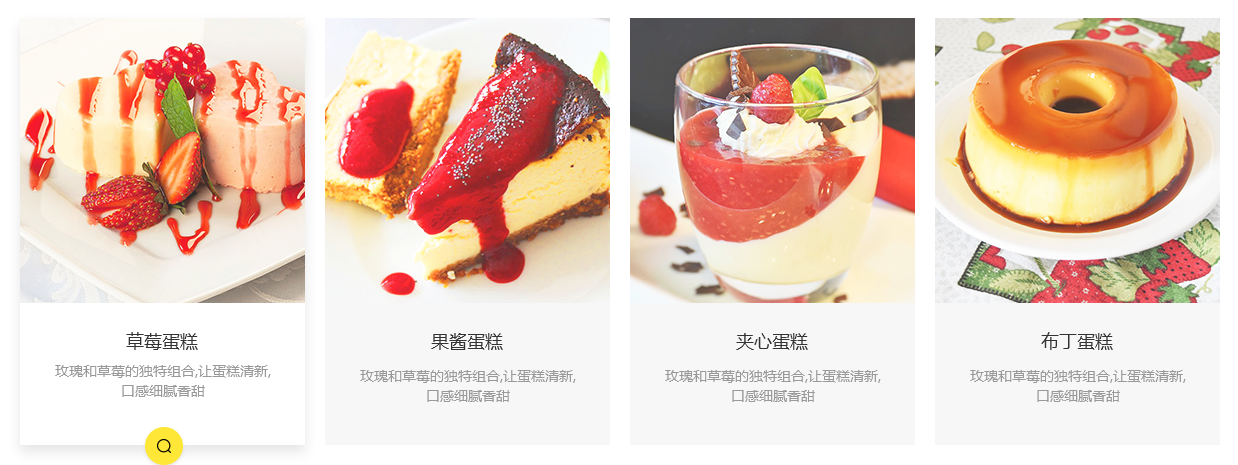 草莓蛋糕
玫瑰和草莓的独特组合,让蛋糕清新,
口感细腻香甜
果酱蛋糕
玫瑰和草莓的独特组合,让蛋糕清新,
口感细腻香甜
夹心蛋糕
玫瑰和草莓的独特组合,让蛋糕清新,
口感细腻香甜
布丁蛋糕
玫瑰和草莓的独特组合,让蛋糕清新,
口感细腻香甜